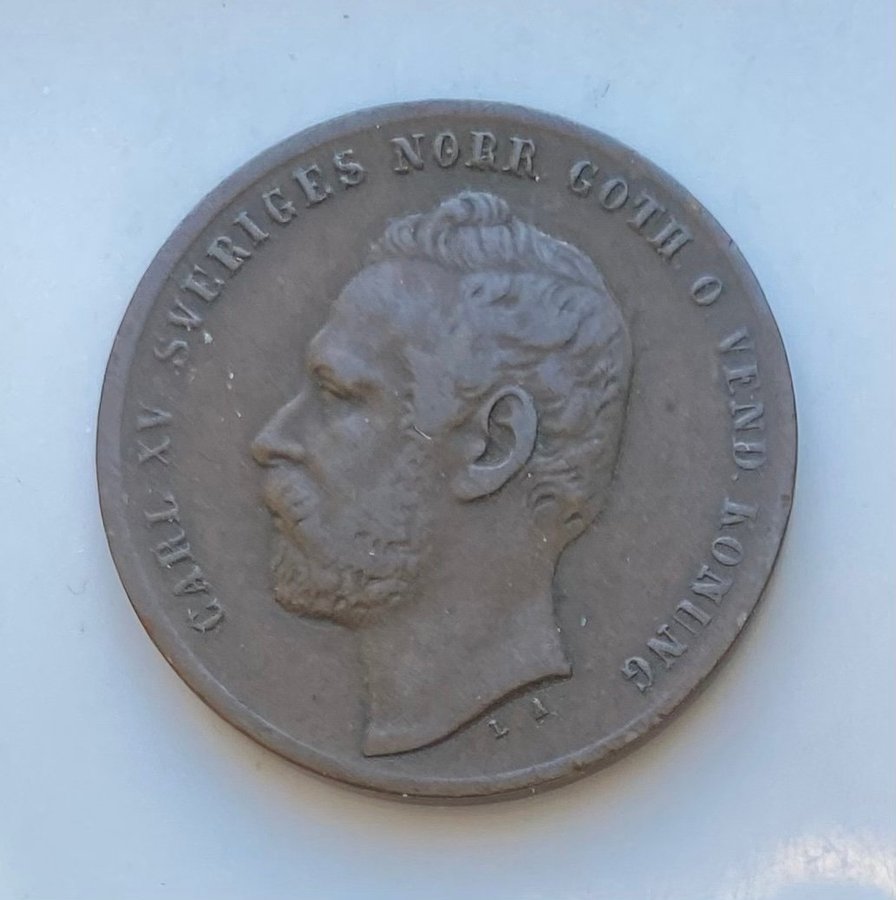 CARL XV SVERIGES NORR. GOTH. O VEND. KONUNG
L A